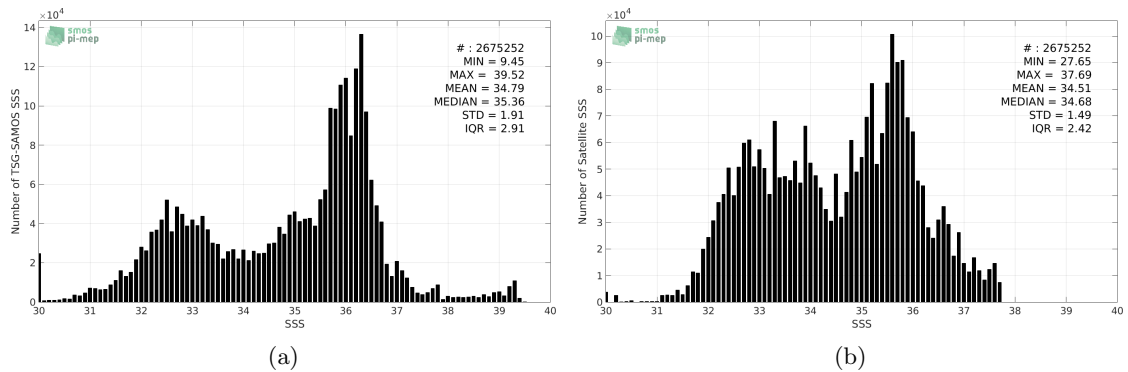 ×10⁴
smos
pi-mep
# : 2675252
MIN = 9.45
MAX = 39.52
MEAN = 34.79
MEDIAN = 35.36
STD = 1.91
IQR = 2.91
Number of TSG-SAMOS SSS
14
12
10
8
6
4
2
0
30 31 32 33 34 35 36 37 38 39 40
SSS
(a)
×10⁴
smos
pi-mep
# : 2675252
MIN = 27.65
MAX = 37.69
MEAN = 34.51
MEDIAN = 34.68
STD = 1.49
IQR = 2.42
Number of Satellite SSS
10
9
8
7
6
5
4
3
2
1
0
30 31 32 33 34 35 36 37 38 39 40
SSS
(b)